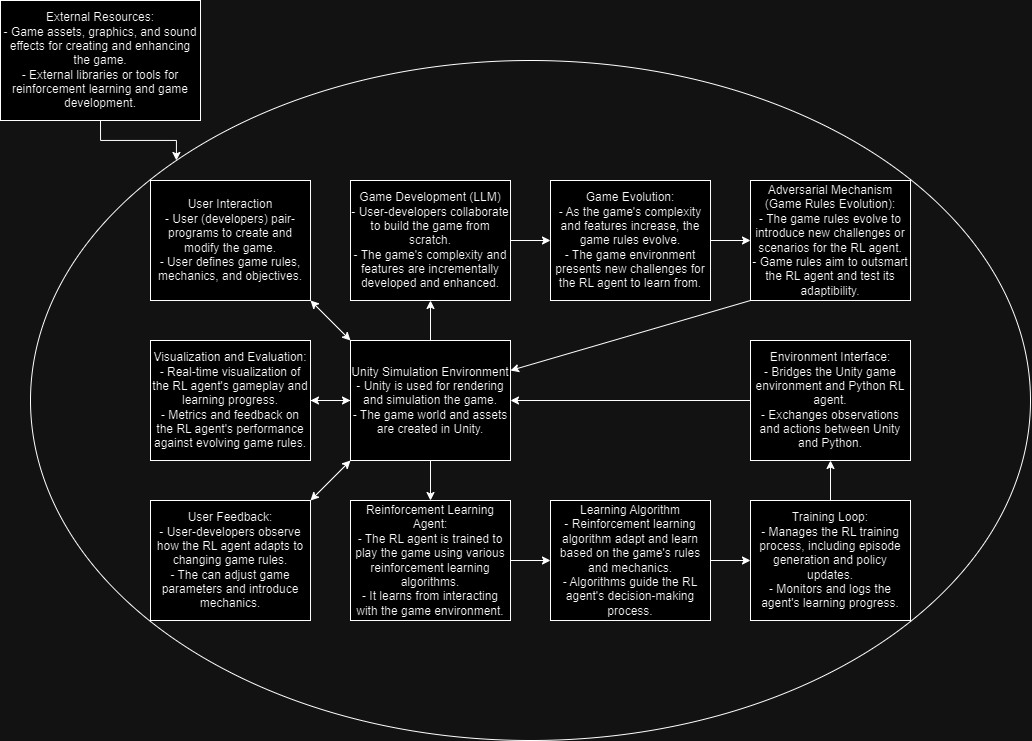 External Resources:
- Game assets, graphics, and sound
effects for creating and enhancing
the game.
- External libraries or tools for
reinforcement learning and game
development.
User Interaction
- User (developers) pair-
programs to create and
modify the game.
- User defines game rules,
mechanics, and objectives.
Game Development (LLM)
- User-developers collaborate
to build the game from
scratch.
- The game's complexity and
features are incrementally
developed and enhanced.
Game Evolution:
- As the game's complexity
and features increase, the
game rules evolve.
- The game environment
presents new challenges for
the RL agent to learn from.
Adversarial Mechanism
(Game Rules Evolution):
- The game rules evolve to
introduce new challenges or
scenarios for the RL agent.
- Game rules aim to outsmart
the RL agent and test its
adaptibility.
Visualization and Evaluation:
- Real-time visualization of
the RL agent's gameplay and
learning progress.
- Metrics and feedback on
the RL agent's performance
against evolving game rules.
Unity Simulation Environment
- Unity is used for rendering
and simulation the game.
- The game world and assets
are created in Unity.
Environment Interface:
- Bridges the Unity game
environment and Python RL
agent.
- Exchanges observations
and actions between Unity
and Python.
User Feedback:
- User-developers observe
how the RL agent adapts to
changing game rules.
- The can adjust game
parameters and introduce
mechanics.
Reinforcement Learning
Agent:
- The RL agent is trained to
play the game using various
reinforcement learning
algorithms.
- It learns from interacting
with the game environment.
Learning Algorithm
- Reinforcement learning
algorithm adapt and learn
based on the game's rules
and mechanics.
- Algorithms guide the RL
agent's decision-making
process.
Training Loop:
- Manages the RL training
process, including episode
generation and policy
updates.
- Monitors and logs the
agent's learning progress.